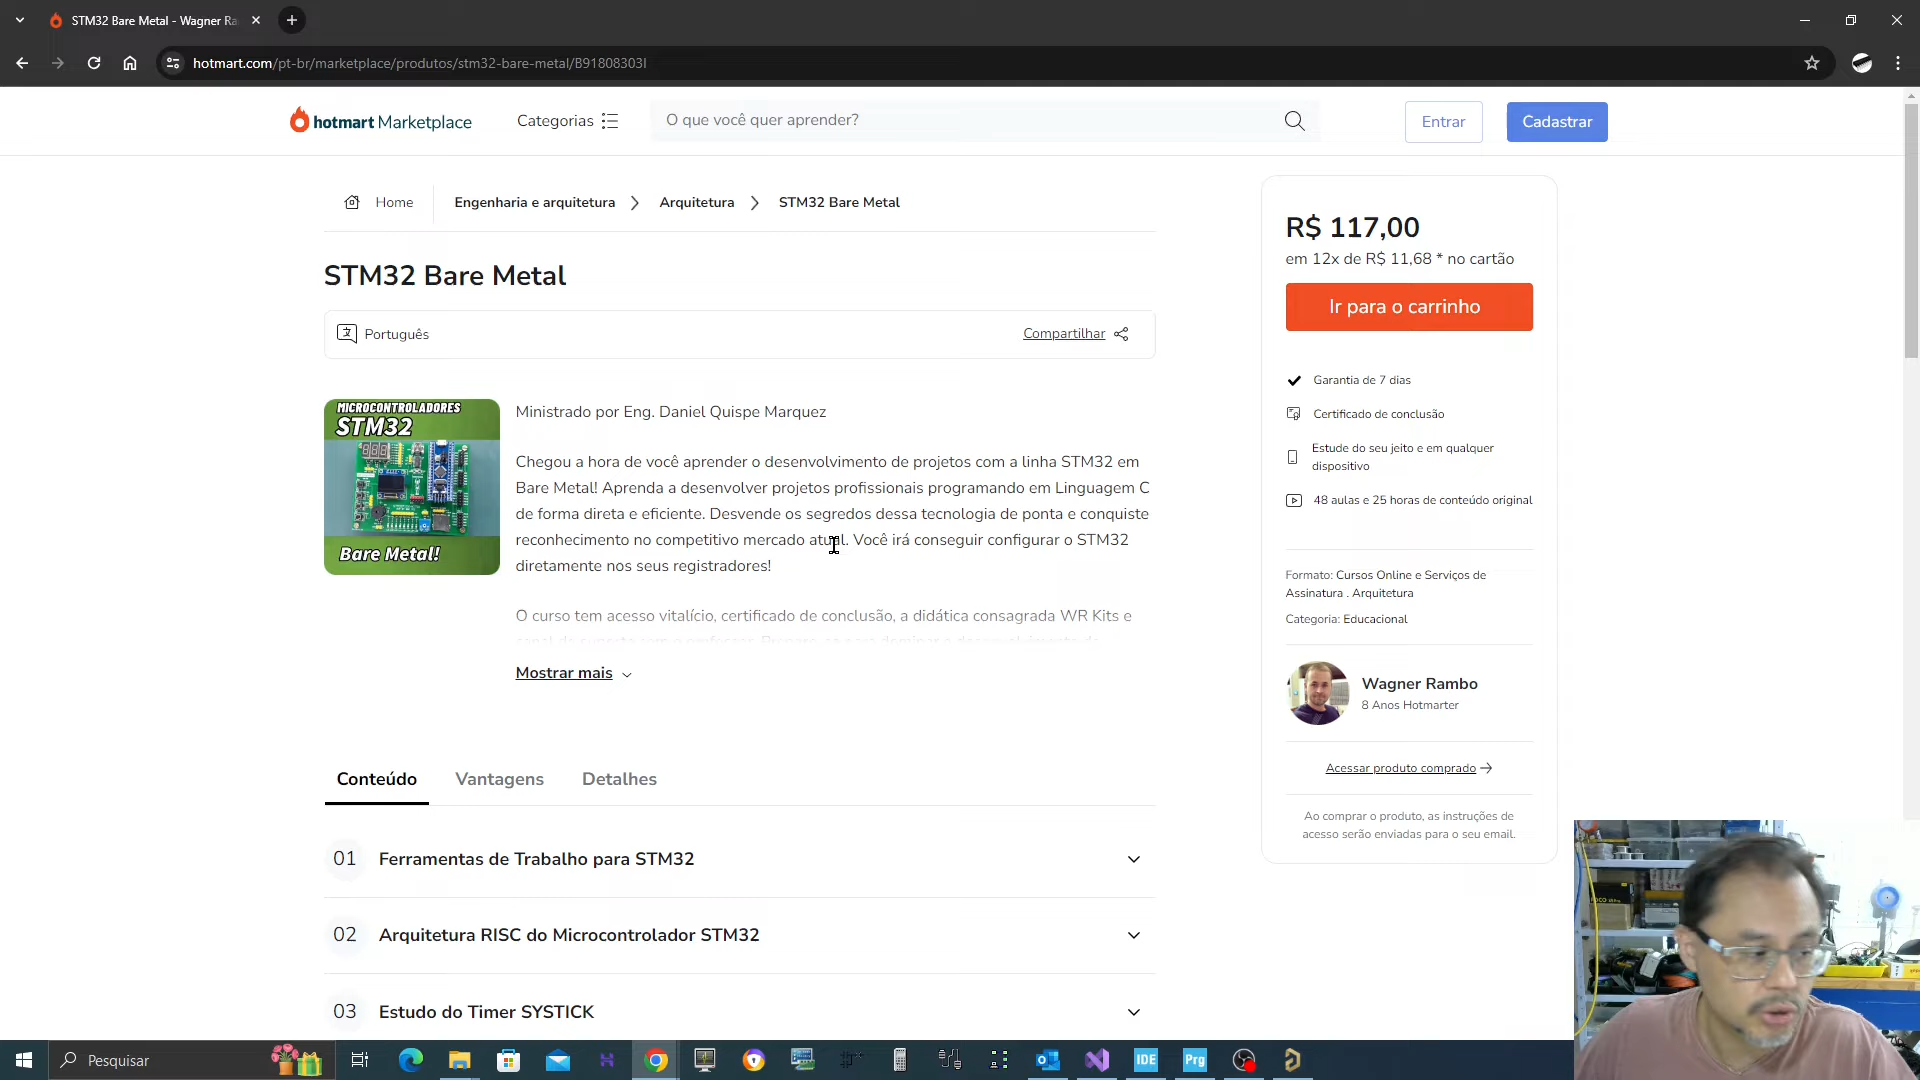 STM32 Bare Metal - Wagner Ra
hotmart.com/pt-br/marketplace/produtos/stm32-bare-metal/B91808303I
hotmart Marketplace
Categorias
O que você quer aprender?
Entrar
Cadastrar
Home
Engenharia e arquitetura
Arquitetura
STM32 Bare Metal
STM32 Bare Metal
Português
Compartilhar
MICROCONTROLADORES
STM32
Bare Metal!
Ministrado por Eng. Daniel Quispe Marquez
Chegou a hora de você aprender o desenvolvimento de projetos com a linha STM32 em
Bare Metal! Aprenda a desenvolver projetos profissionais programando em Linguagem C
de forma direta e eficiente. Desvende os segredos dessa tecnologia de ponta e conquiste
reconhecimento no competitivo mercado atual. Você irá conseguir configurar o STM32
diretamente nos seus registradores!
O curso tem acesso vitalício, certificado de conclusão, a didática consagrada WR Kits e
Mostrar mais
Conteúdo
Vantagens
Detalhes
01 Ferramentas de Trabalho para STM32
02 Arquitetura RISC do Microcontrolador STM32
03 Estudo do Timer SYSTICK
R$ 117,00
em 12x de R$ 11,68 * no cartão
Ir para o carrinho
Garantia de 7 dias
Certificado de conclusão
Estude do seu jeito e em qualquer
dispositivo
48 aulas e 25 horas de conteúdo original
Formato: Cursos Online e Serviços de
Assinatura . Arquitetura
Categoria: Educacional
Wagner Rambo
8 Anos Hotmarter
Acessar produto comprado
Ao comprar o produto, as instruções de
acesso serão enviadas para o seu email.
Pesquisar
IDE
Prg